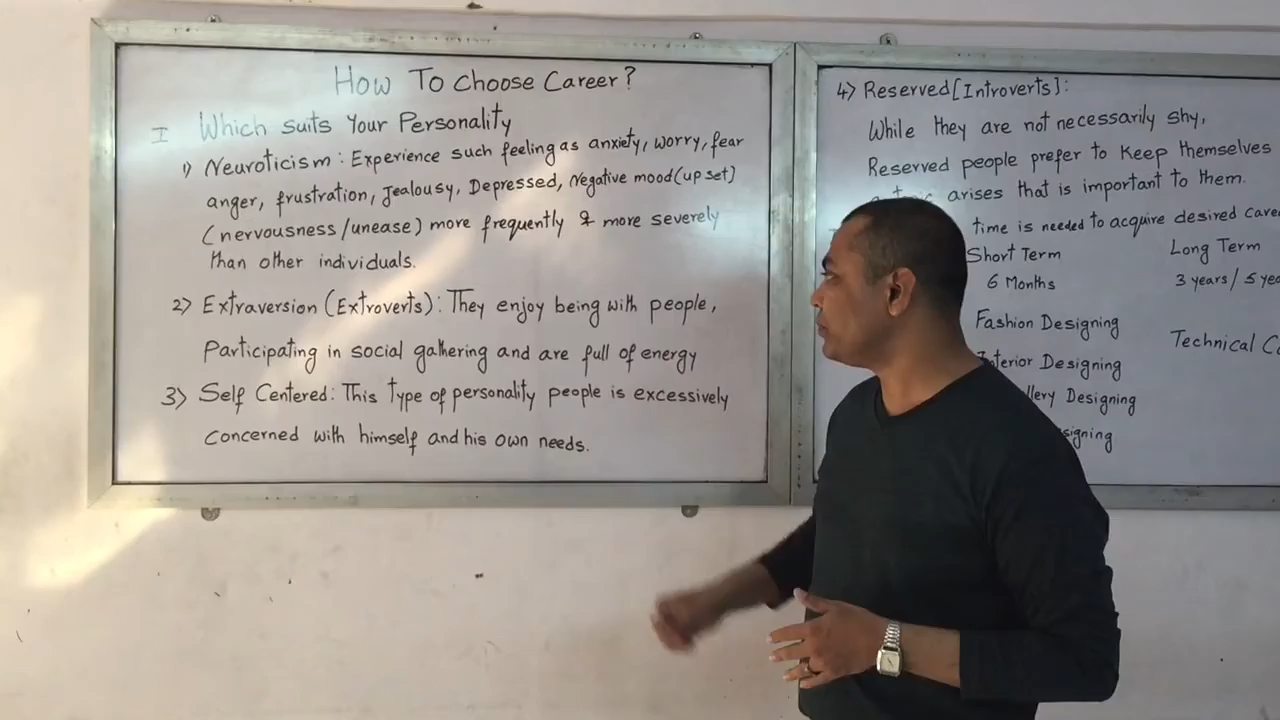 How To Choose Career?
I Which suits Your Personality
1) Neuroticism: Experience such feeling as anxiety, worry, fear
anger, frustration, Jealousy, Depressed, Negative mood(up set)
(nervousness/unease) more frequently & more severely
than other individuals.
2) Extraversion (Extroverts): They enjoy being with people,
Participating in social gathering and are full of energy
3) Self Centered: This type of personality people is excessively
concerned with himself and his own needs.
4) Reserved [Introverts]:
While they are not necessarily shy,
Reserved people prefer to keep themselves
arises that is important to them.
time is needed to acquire desired
Short Term Long Term
6 Months 3 years/ 5
Fashion Designing
Technical
Interior Designing
Designing